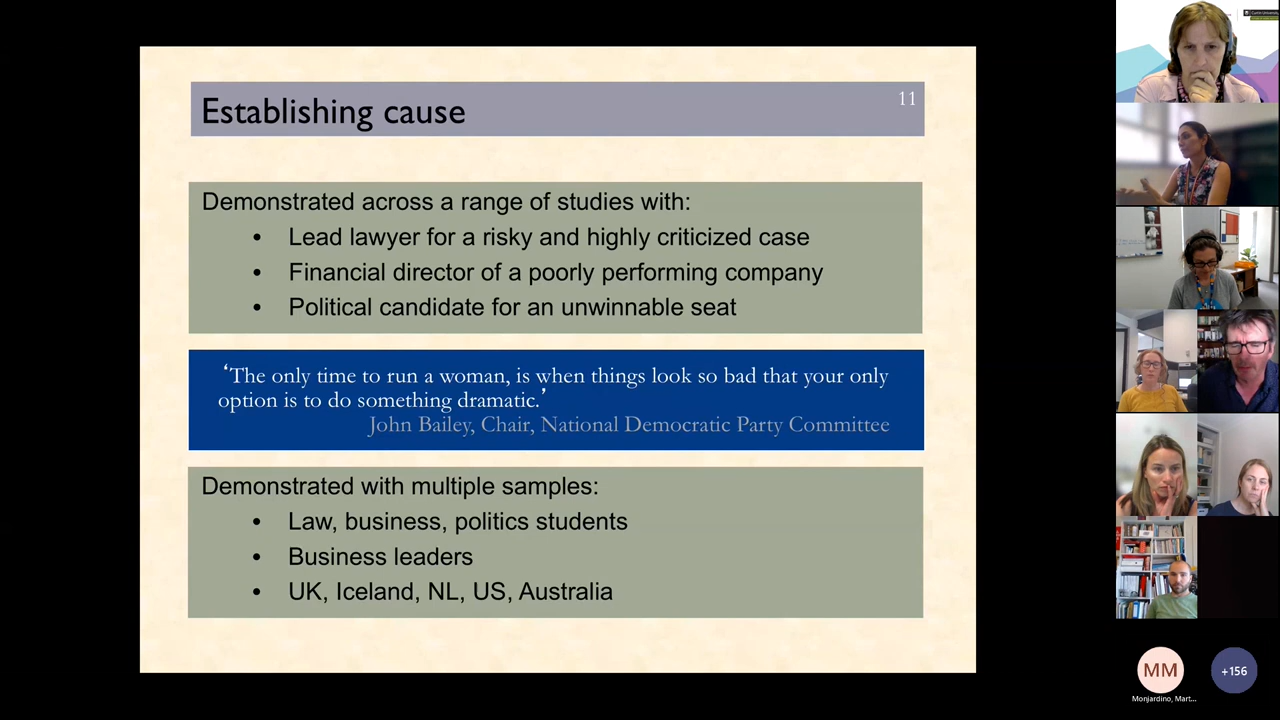 Establishing cause
11
Demonstrated across a range of studies with:
• Lead lawyer for a risky and highly criticized case
• Financial director of a poorly performing company
• Political candidate for an unwinnable seat
‘The only time to run a woman, is when things look so bad that your only
option is to do something dramatic.’
John Bailey, Chair, National Democratic Party Committee
Demonstrated with multiple samples:
• Law, business, politics students
• Business leaders
• UK, Iceland, NL, US, Australia
MM
+156
Monjardino, Mart...